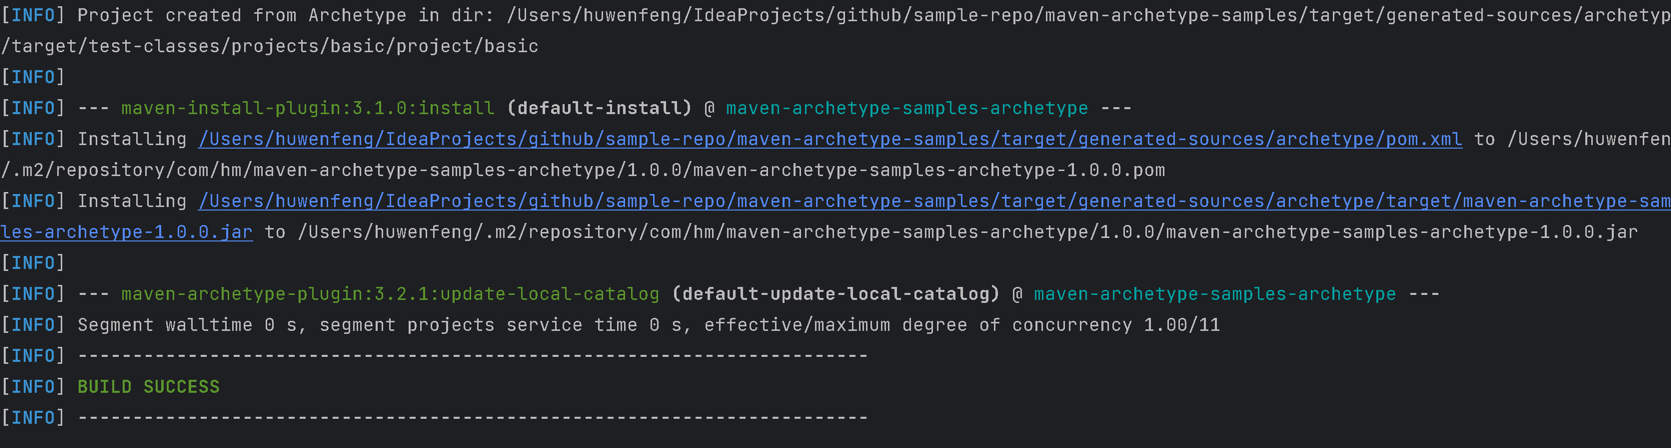 [INFO] Project created from Archetype in dir: /Users/huwenfeng/IdeaProjects/github/sample-repo/maven-archetype-samples/target/generated-sources/archetyp
/target/test-classes/projects/basic/project/basic
[INFO]
[INFO] --- maven-install-plugin:3.1.0:install (default-install) @ maven-archetype-samples-archetype ---
[INFO] Installing /Users/huwenfeng/IdeaProjects/github/sample-repo/maven-archetype-samples/target/generated-sources/archetype/pom.xml to /Users/huwenfen
/.m2/repository/com/hm/maven-archetype-samples-archetype/1.0.0/maven-archetype-samples-archetype-1.0.0.pom
[INFO] Installing /Users/huwenfeng/IdeaProjects/github/sample-repo/maven-archetype-samples/target/generated-sources/archetype/target/maven-archetype-sam
les-archetype-1.0.0.jar to /Users/huwenfeng/.m2/repository/com/hm/maven-archetype-samples-archetype/1.0.0/maven-archetype-samples-archetype-1.0.0.jar
[INFO]
[INFO] --- maven-archetype-plugin:3.2.1:update-local-catalog (default-update-local-catalog) @ maven-archetype-samples-archetype ---
[INFO] Segment walltime 0 s, segment projects service time 0 s, effective/maximum degree of concurrency 1.00/11
[INFO] ------------------------------------------------------------------------
[INFO] BUILD SUCCESS
[INFO] ------------------------------------------------------------------------